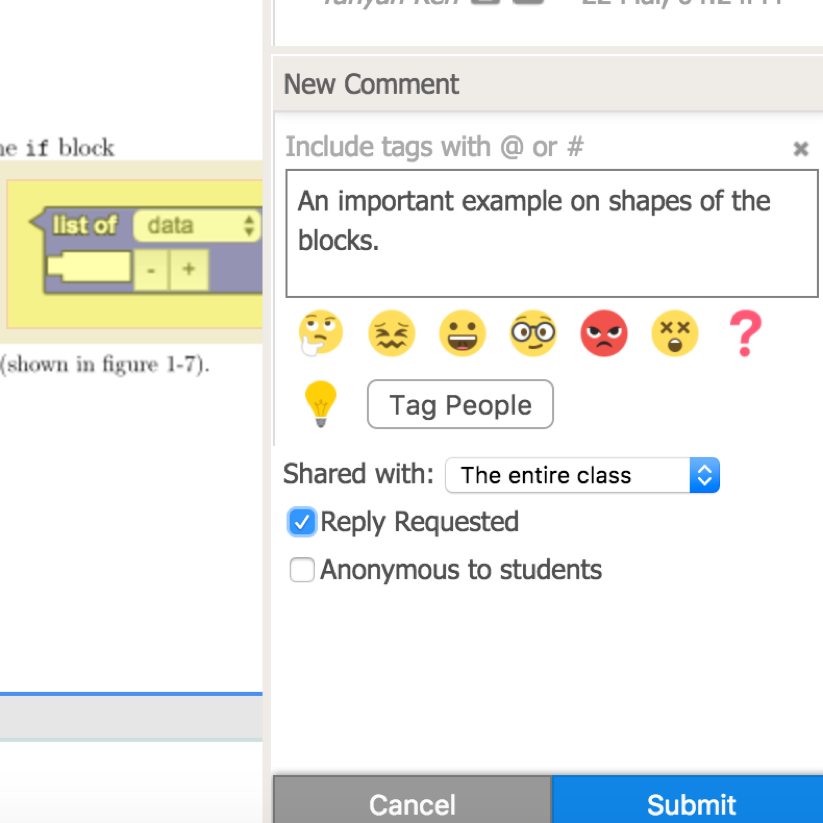 New Comment
if block
Include tags with @ or #
An important example on shapes of the
blocks.
list of data
- +
(shown in figure 1-7).
Tag People
Shared with: The entire class
Reply Requested
Anonymous to students
Cancel Submit